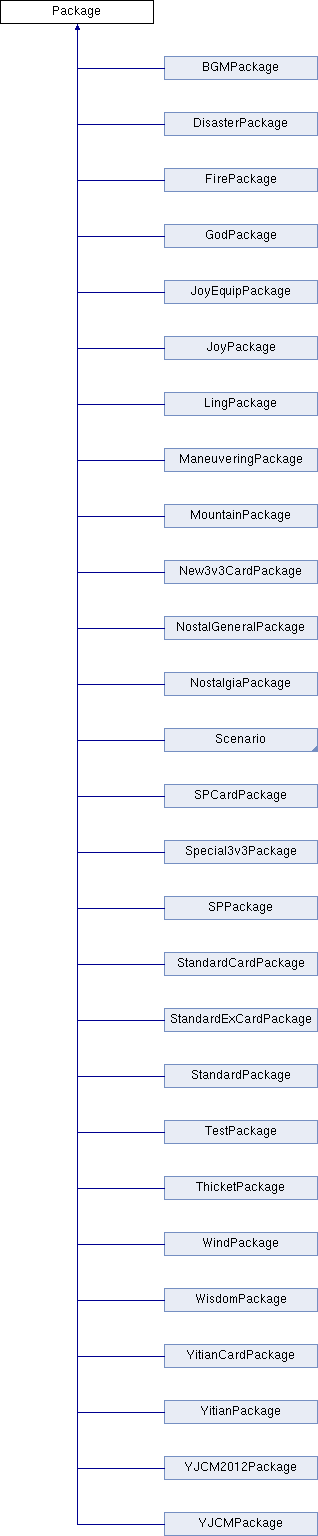 Package
BGMPackage
DisasterPackage
FirePackage
GodPackage
JoyEquipPackage
JoyPackage
LingPackage
ManeuveringPackage
MountainPackage
New3v3CardPackage
NostalGeneralPackage
NostalgiaPackage
Scenario
SPCardPackage
Special3v3Package
SPPackage
StandardCardPackage
StandardExCardPackage
StandardPackage
TestPackage
ThicketPackage
WindPackage
WisdomPackage
YitianCardPackage
YitianPackage
YJCM2012Package
YJCMPackage